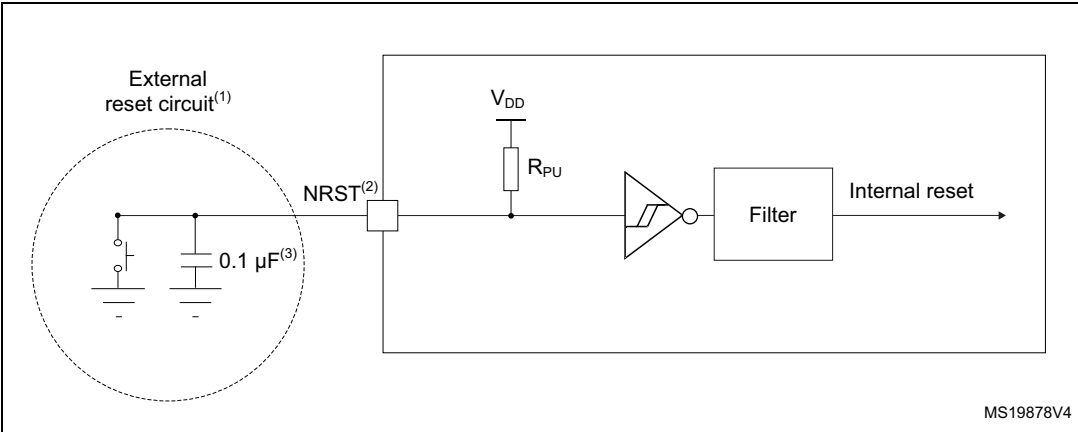 External
reset circuit(1)
VDD
RPU
NRST(2)
0.1 µF(3)
Filter
Internal reset
MS19878V4